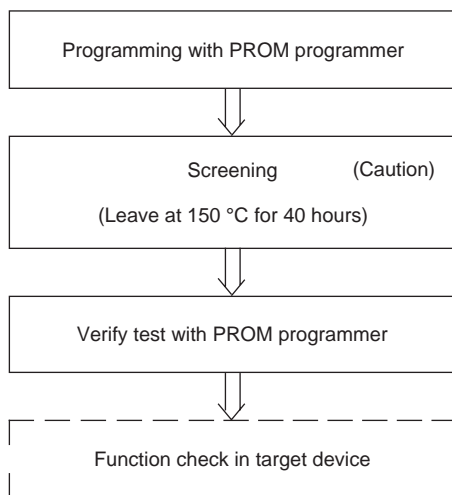 Programming with PROM programmer
Screening (Caution)
(Leave at 150 °C for 40 hours)
Verify test with PROM programmer
Function check in target device